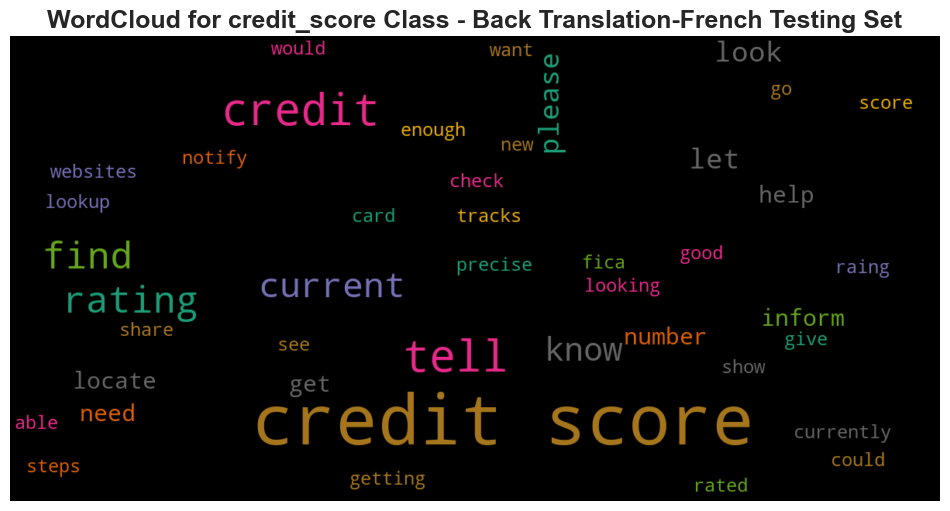 WordCloud for credit_score Class - Back Translation-French Testing Set
would
want
look
please
go
score
credit
enough
new
notify
let
websites
check
help
lookup
card
tracks
find
good
precise
fica
raing
current
looking
rating
inform
share
number
give
see
tell
know
show
locate
get
need
credit score
able
currently
steps
could
getting
rated